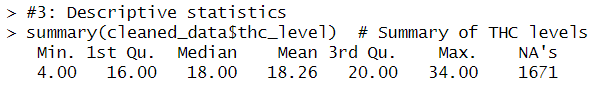 > #3: Descriptive statistics
> summary(cleaned_data$thc_level)  # Summary of THC levels
   Min. 1st Qu.  Median    Mean 3rd Qu.    Max.    NA's
   4.00   16.00   18.00   18.26   20.00   34.00    1671